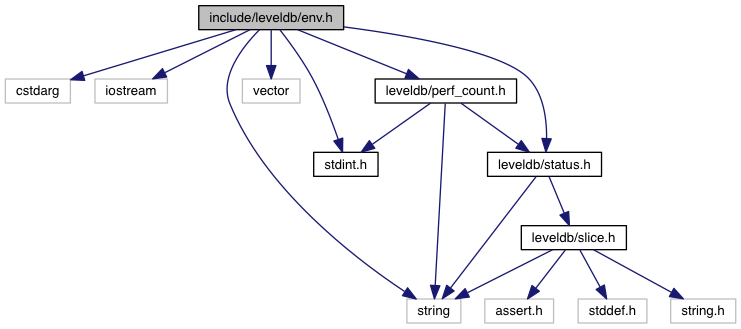 include/leveldb/env.h
cstdarg
iostream
vector
leveldb/perf_count.h
stdint.h
leveldb/status.h
leveldb/slice.h
string
assert.h
stddef.h
string.h